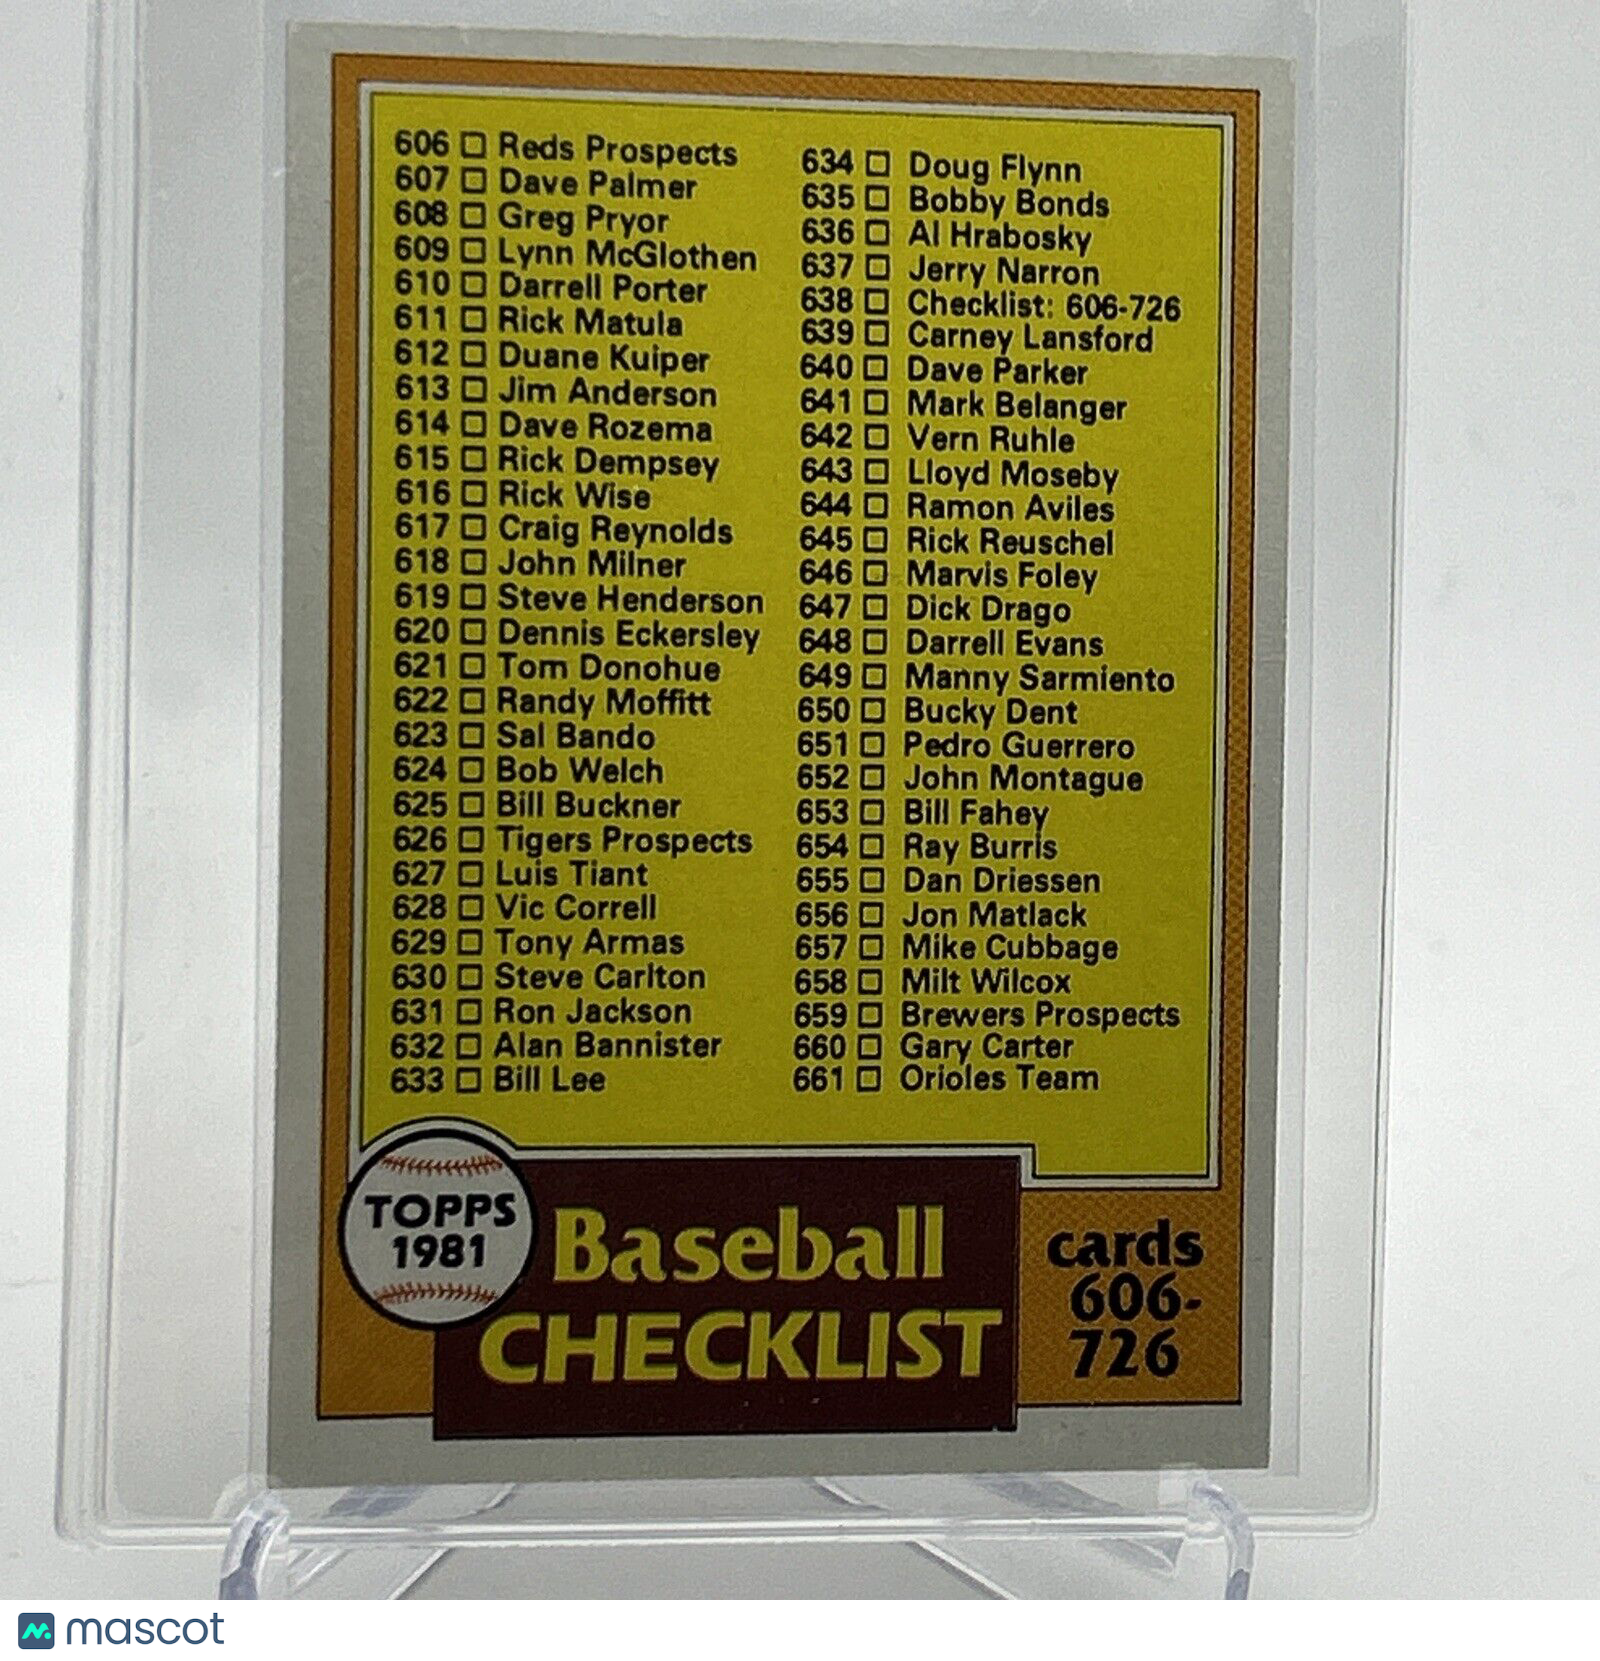 606 □ Reds Prospects
607 □ Dave Palmer
608 □ Greg Pryor
609 □ Lynn McGlothen
610 □ Darrell Porter
611 □ Rick Matula
612 □ Duane Kuiper
613 □ Jim Anderson
614 □ Dave Rozema
615 □ Rick Dempsey
616 □ Rick Wise
617 □ Craig Reynolds
618 □ John Milner
619 □ Steve Henderson
620 □ Dennis Eckersley
621 □ Tom Donohue
622 □ Randy Moffitt
623 □ Sal Bando
624 □ Bob Welch
625 □ Bill Buckner
626 □ Tigers Prospects
627 □ Luis Tiant
628 □ Vic Correll
629 □ Tony Armas
630 □ Steve Carlton
631 □ Ron Jackson
632 □ Alan Bannister
633 □ Bill Lee
634 □ Doug Flynn
635 □ Bobby Bonds
636 □ Al Hrabosky
637 □ Jerry Narron
638 □ Checklist: 606-726
639 □ Carney Lansford
640 □ Dave Parker
641 □ Mark Belanger
642 □ Vern Ruhle
643 □ Lloyd Moseby
644 □ Ramon Aviles
645 □ Rick Reuschel
646 □ Marvis Foley
647 □ Dick Drago
648 □ Darrell Evans
649 □ Manny Sarmiento
650 □ Bucky Dent
651 □ Pedro Guerrero
652 □ John Montague
653 □ Bill Fahey
654 □ Ray Burris
655 □ Dan Driessen
656 □ Jon Matlack
657 □ Mike Cubbage
658 □ Milt Wilcox
659 □ Brewers Prospects
660 □ Gary Carter
661 □ Orioles Team
TOPPS
1981
Baseball
CHECKLIST
cards
606-
726
mascot